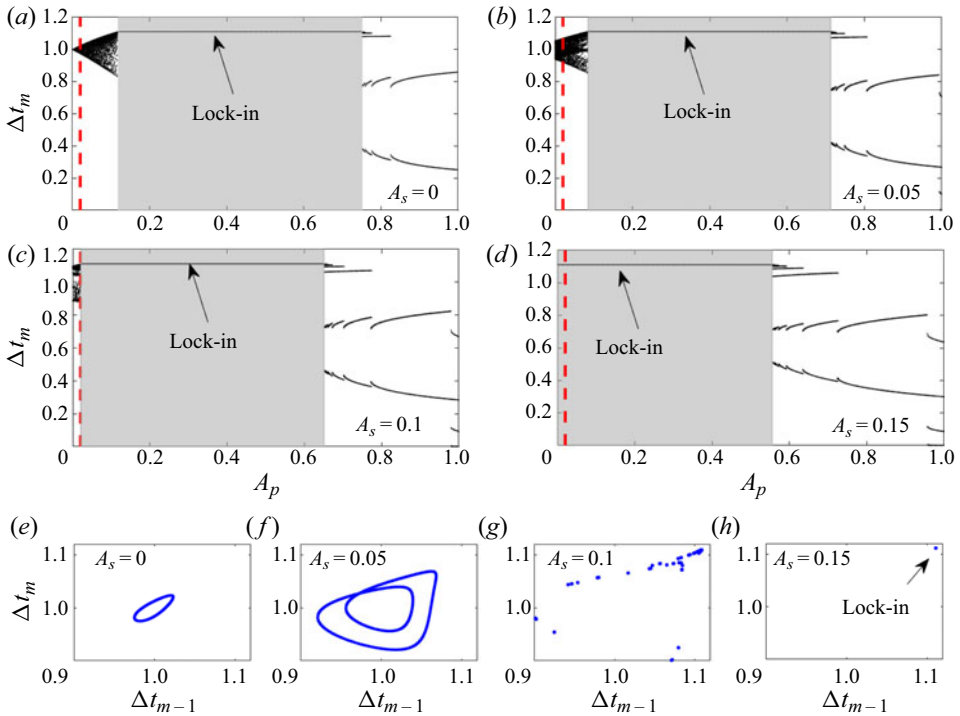 (a)
1.2
1.0
0.8
0.6
0.4
0.2
Δt_m
Lock-in
A_s = 0
0 0.2 0.4 0.6 0.8 1.0
(b)
1.2
1.0
0.8
0.6
0.4
0.2
Lock-in
A_s = 0.05
0 0.2 0.4 0.6 0.8 1.0
(c)
1.2
1.0
0.8
0.6
0.4
0.2
Δt_m
Lock-in
A_s = 0.1
0 0.2 0.4 0.6 0.8 1.0
A_p
(d)
1.2
1.0
0.8
0.6
0.4
0.2
Lock-in
A_s = 0.15
0 0.2 0.4 0.6 0.8 1.0
A_p
(e)
A_s = 0
1.1
1.0
0.9
Δt_m
1.0 1.1
Δt_{m−1}
(f)
A_s = 0.05
1.1
1.0
0.9
0.9 1.0 1.1
Δt_{m−1}
(g)
A_s = 0.1
1.1
1.0
0.9
0.9 1.0 1.1
Δt_{m−1}
(h)
A_s = 0.15
1.1
1.0
0.9
Lock-in
0.9 1.0 1.1
Δt_{m−1}